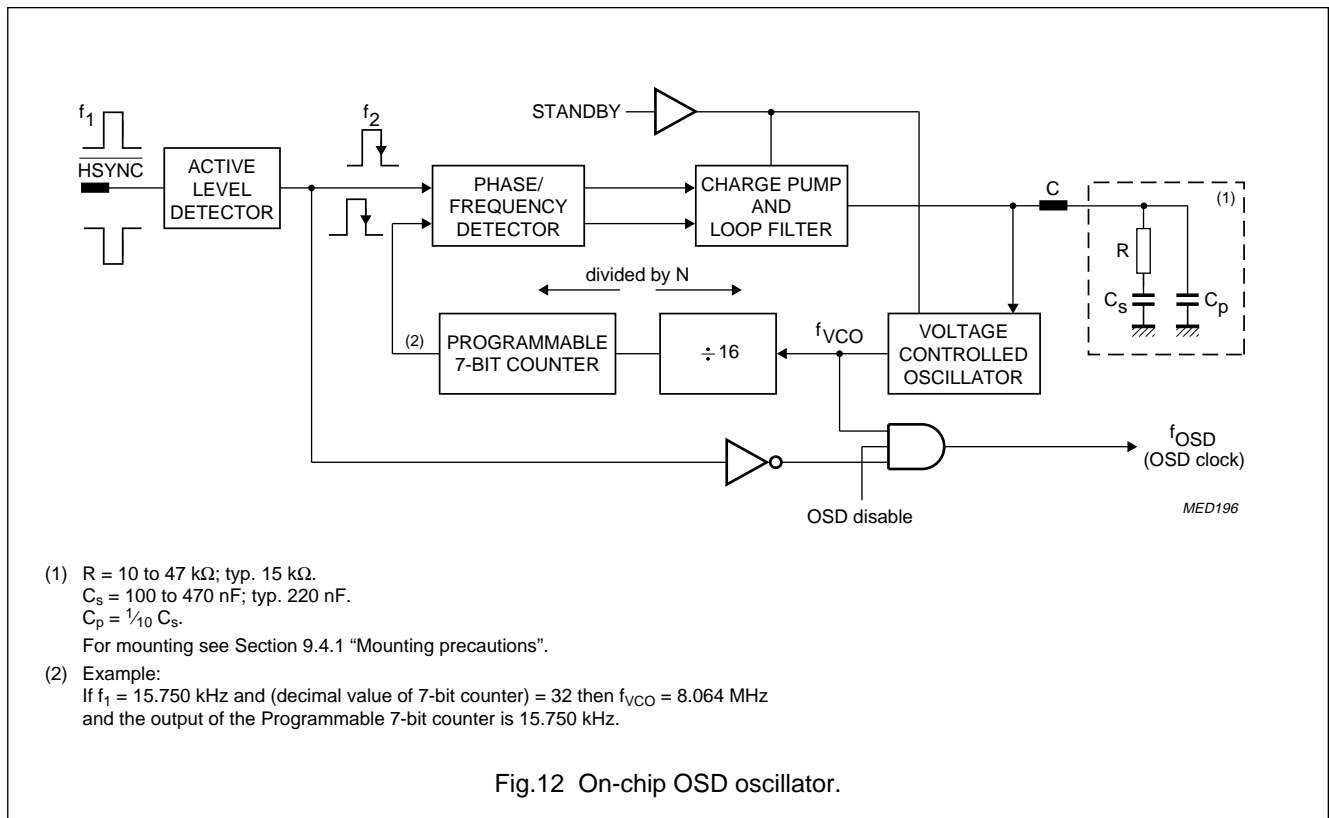 f1
HSYNC
ACTIVE
LEVEL
DETECTOR
f2
STANDBY
PHASE/
FREQUENCY
DETECTOR
CHARGE PUMP
AND
LOOP FILTER
C
(1)
R
Cs
Cp
divided by N
(2)
PROGRAMMABLE
7-BIT COUNTER
÷ 16
fVCO
VOLTAGE
CONTROLLED
OSCILLATOR
fOSD
(OSD clock)
OSD disable
MED196
(1) R = 10 to 47 kΩ; typ. 15 kΩ.
Cs = 100 to 470 nF; typ. 220 nF.
Cp = 1⁄10 Cs.
For mounting see Section 9.4.1 “Mounting precautions”.
(2) Example:
If f1 = 15.750 kHz and (decimal value of 7-bit counter) = 32 then fVCO = 8.064 MHz
and the output of the Programmable 7-bit counter is 15.750 kHz.
Fig.12 On-chip OSD oscillator.